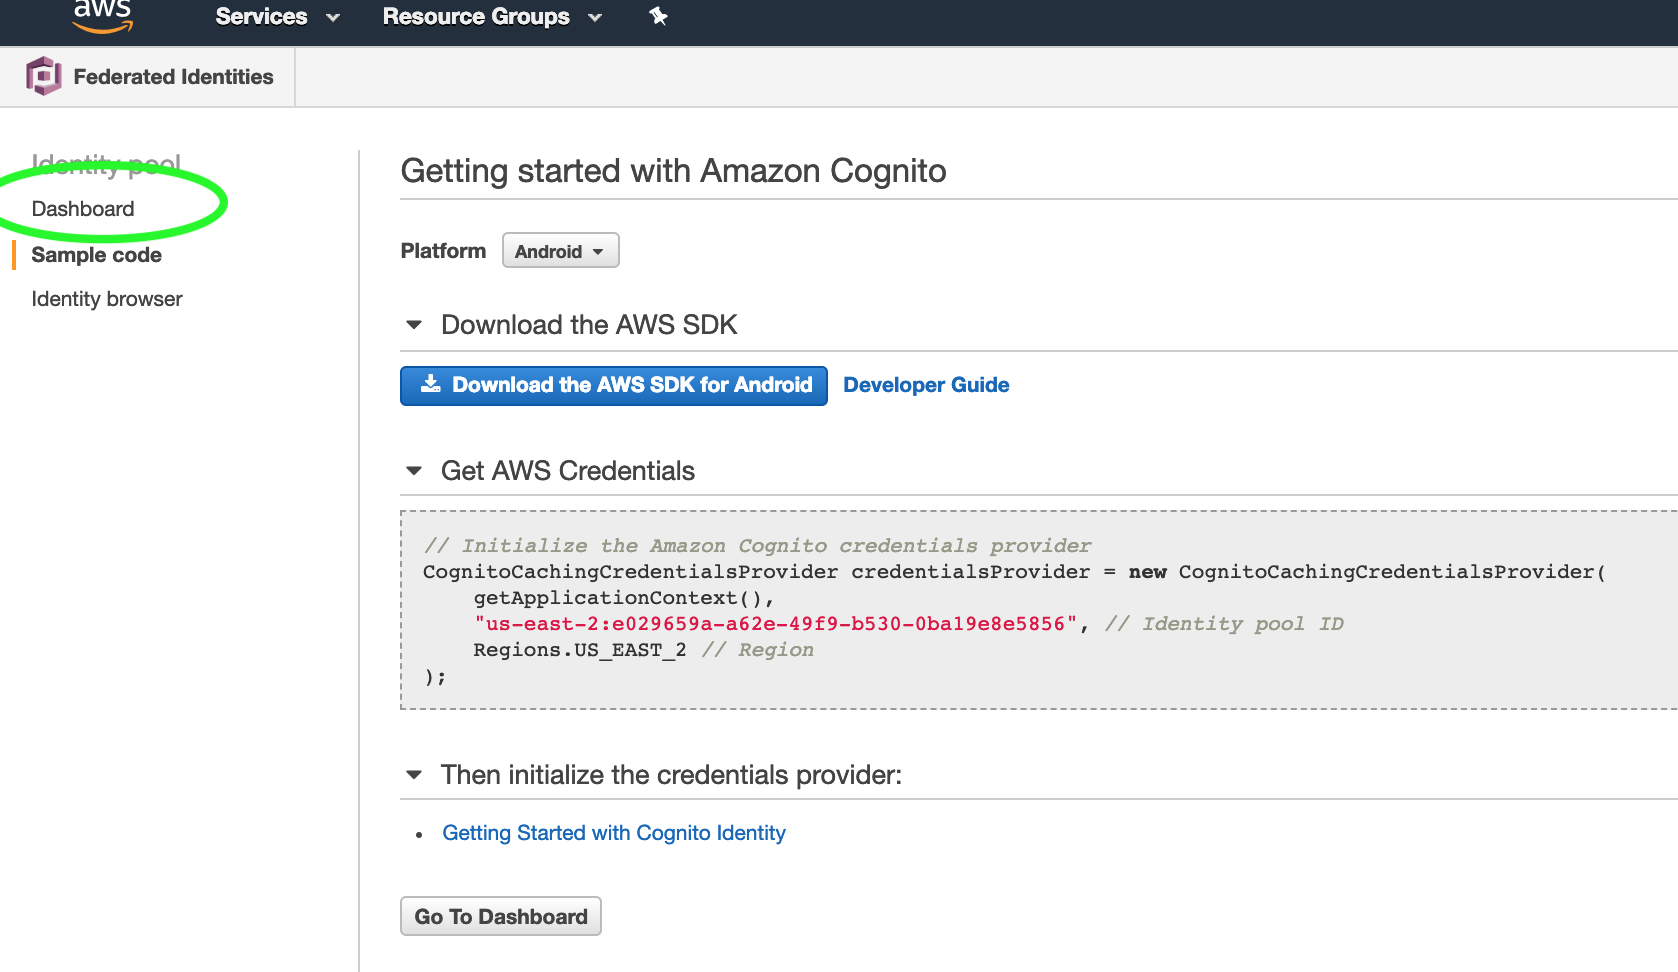 aws
Services
Resource Groups
Federated Identities
Identity pool
Dashboard
Sample code
Identity browser
Getting started with Amazon Cognito
Platform
Android
Download the AWS SDK
Download the AWS SDK for Android
Developer Guide
Get AWS Credentials
// Initialize the Amazon Cognito credentials provider
CognitoCachingCredentialsProvider credentialsProvider = new CognitoCachingCredentialsProvider(
    getApplicationContext(),
    "us-east-2:e029659a-a62e-49f9-b530-0ba19e8e5856", // Identity pool ID
    Regions.US_EAST_2 // Region
);
Then initialize the credentials provider:
• Getting Started with Cognito Identity
Go To Dashboard